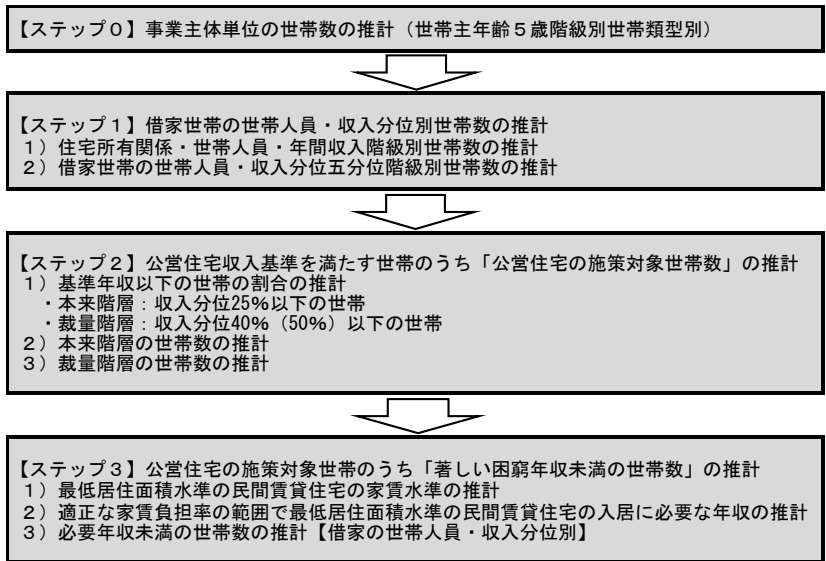 【ステップ０】事業主体単位の世帯数の推計（世帯主年齢５歳階級別世帯類型別）
【ステップ１】借家世帯の世帯人員・収入分位別世帯数の推計
１）住宅所有関係・世帯人員・年間収入階級別世帯数の推計
２）借家世帯の世帯人員・収入分位五分位階級別世帯数の推計
【ステップ２】公営住宅収入基準を満たす世帯のうち「公営住宅の施策対象世帯数」の推計
１）基準年収以下の世帯の割合の推計
・本来階層：収入分位25％以下の世帯
・裁量階層：収入分位40％（50％）以下の世帯
２）本来階層の世帯数の推計
３）裁量階層の世帯数の推計
【ステップ３】公営住宅の施策対象世帯のうち「著しい困窮年収未満の世帯数」の推計
１）最低居住面積水準の民間賃貸住宅の家賃水準の推計
２）適正な家賃負担率の範囲で最低居住面積水準の民間賃貸住宅の入居に必要な年収の推計
３）必要年収未満の世帯数の推計【借家の世帯人員・収入分位別】